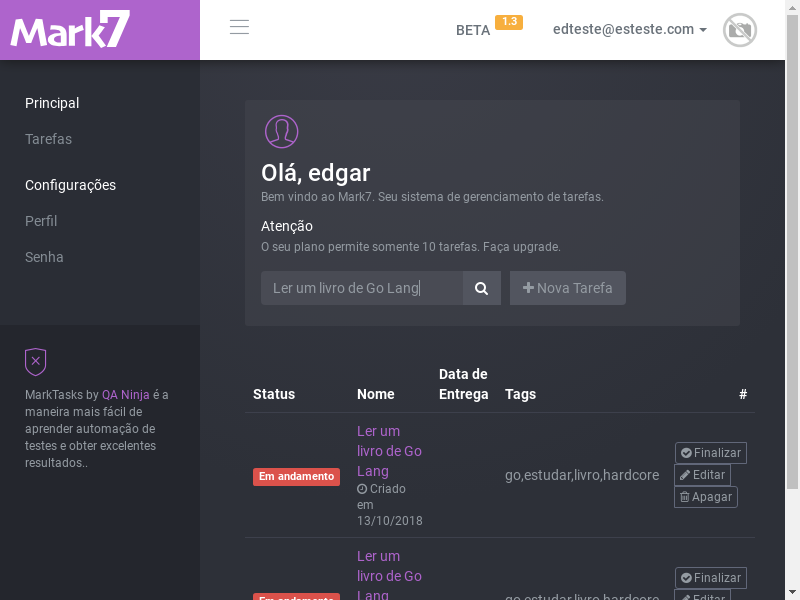 Mark7
BETA 1.3
edteste@esteste.com
Principal
Tarefas
Configurações
Perfil
Senha
MarkTasks by QA Ninja é a
maneira mais fácil de
aprender automação de
testes e obter excelentes
resultados..
Olá, edgar
Bem vindo ao Mark7. Seu sistema de gerenciamento de tarefas.
Atenção
O seu plano permite somente 10 tarefas. Faça upgrade.
Ler um livro de Go Lang
Nova Tarefa
Status Nome Data de Entrega Tags #
Em andamento
Ler um
livro de Go
Lang
Criado
em
13/10/2018
go,estudar,livro,hardcore
Finalizar
Editar
Apagar
Em andamento
Ler um
livro de Go
Lang
go,estudar,livro,hardcore
Finalizar
Editar